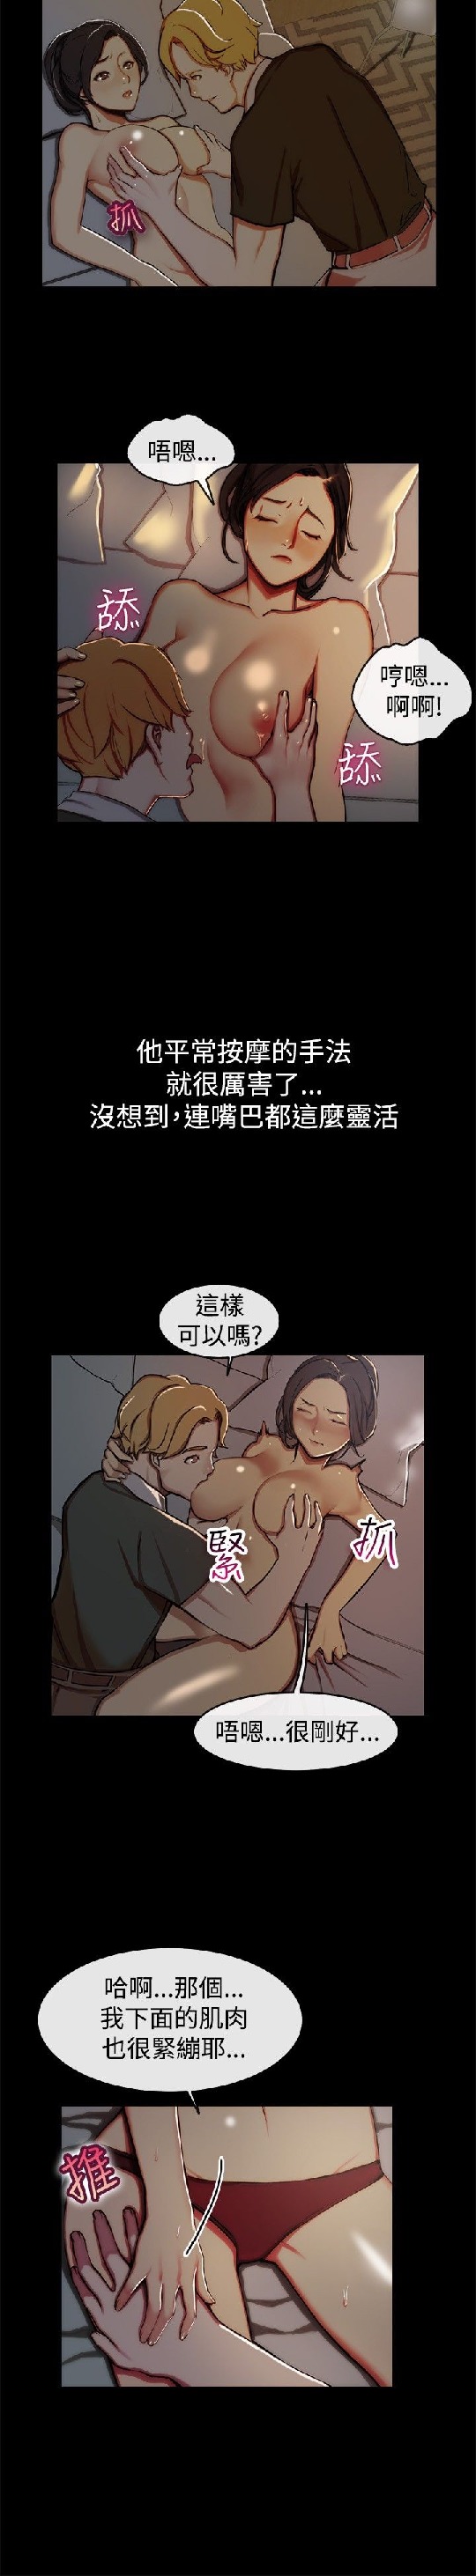 抓
唔嗯...
舔
哼嗯...
啊啊!
舔
他平常按摩的手法
就很厲害了...
沒想到,連嘴巴都這麼靈活
這樣
可以嗎?
緊
抓
唔嗯...很剛好...
哈啊...那個...
我下面的肌肉
也很緊繃耶...
推